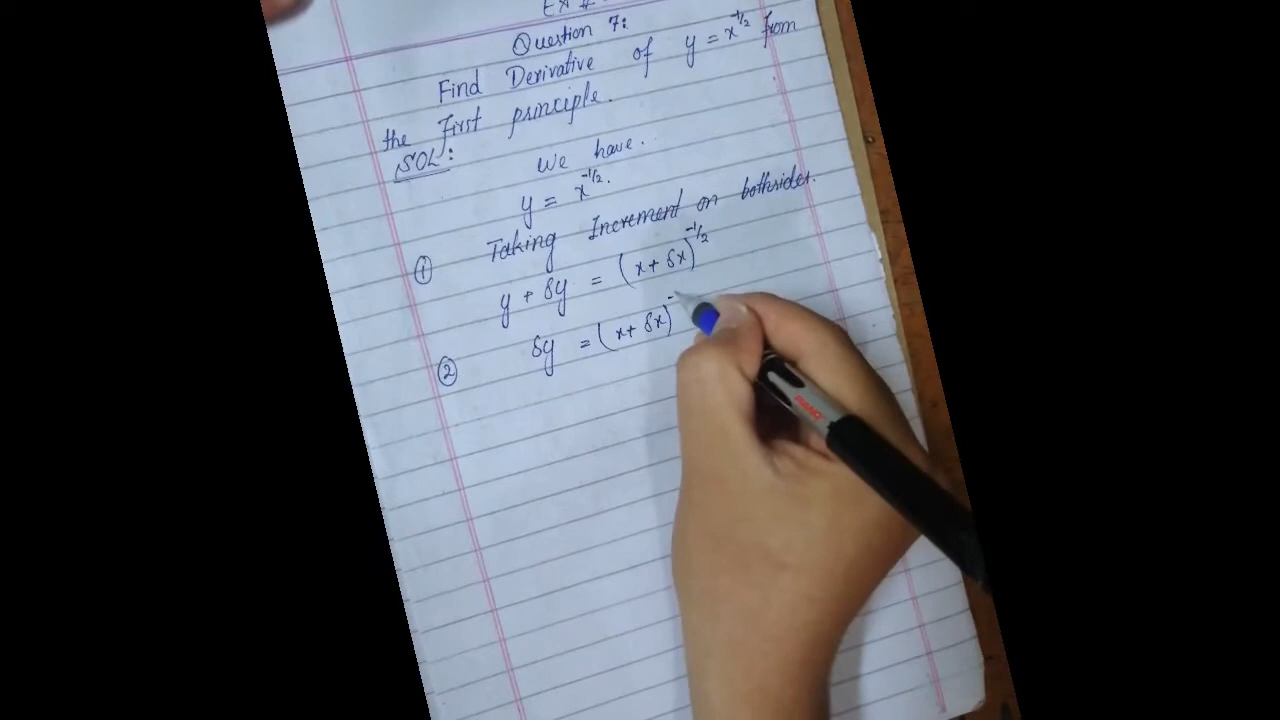 Question 7:
Find Derivative of y = x^-1/2 from
the First principle.
SOL:
We have.
y = x^-1/2.
① Taking Increment on bothsides.
y + δy = (x + δx)^-1/2
② δy = (x + δx)^-